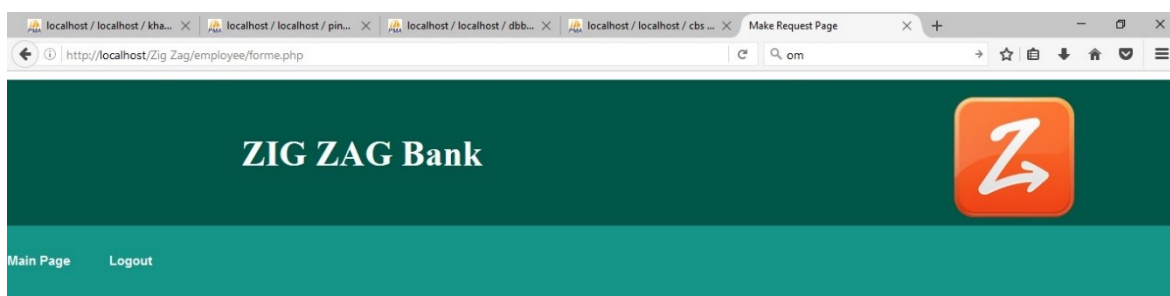 localhost / localhost / kha... localhost / localhost / pin... localhost / localhost / dbb... localhost / localhost / cbs ... Make Request Page
http://localhost/Zig Zag/employee/forme.php om
ZIG ZAG Bank
Z
Main Page Logout